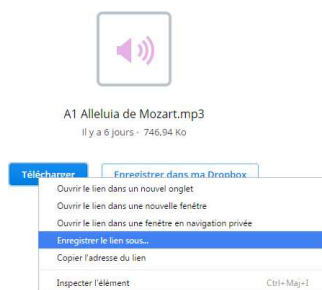 A1 Alleluia de Mozart.mp3
Il y a 6 jours · 746,94 Ko
Télécharger Enregistrer dans ma Dropbox
Ouvrir le lien dans un nouvel onglet
Ouvrir le lien dans une nouvelle fenêtre
Ouvrir le lien dans une fenêtre en navigation privée
Enregistrer le lien sous...
Copier l'adresse du lien
Inspecter l'élément Ctrl+Maj+I